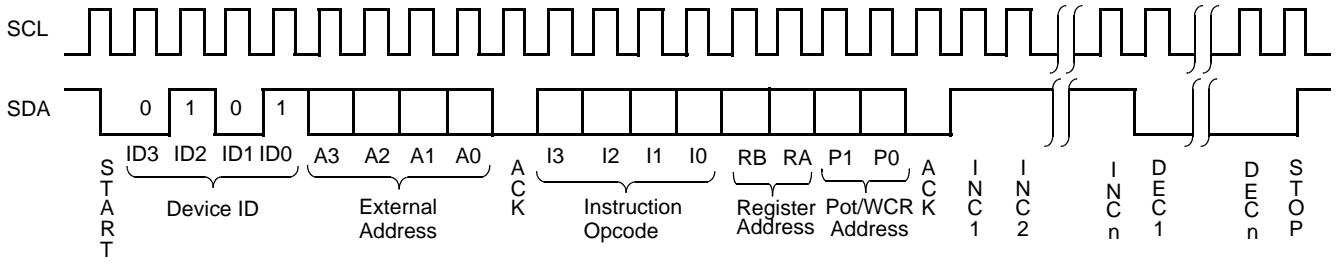 SCL
SDA
0 1 0 1
ID3 ID2 ID1 ID0 A3 A2 A1 A0 I3 I2 I1 I0 RB RA P1 P0
START
Device ID
External
Address
ACK
Instruction
Opcode
Register
Address
Pot/WCR
Address
ACK
INC1
INC2
INCn
DEC1
DECn
STOP